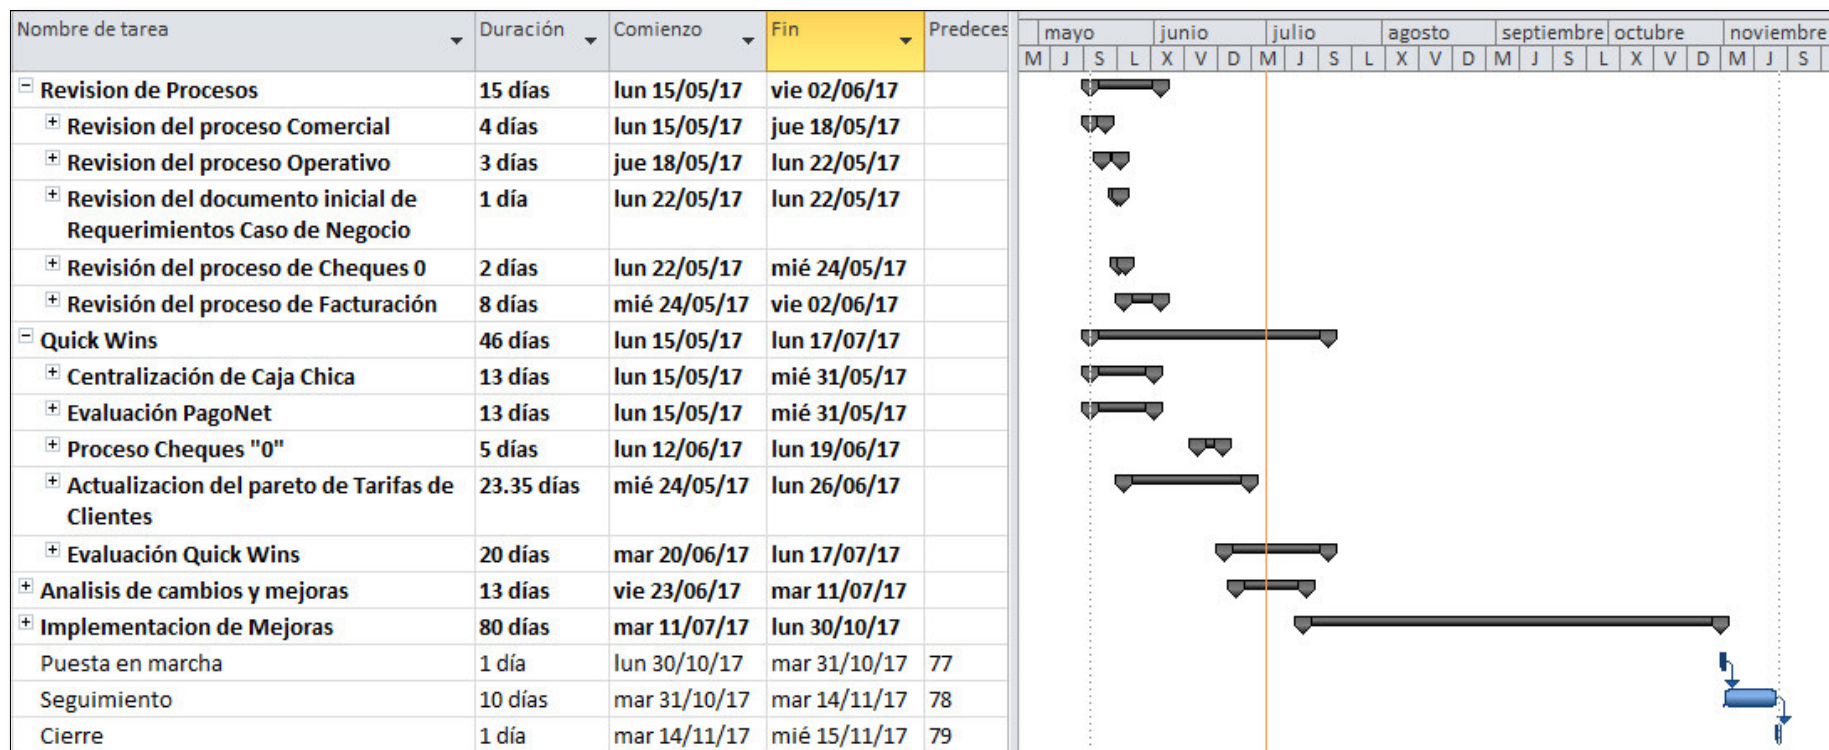 Nombre de tarea Duración Comienzo Fin Predeces mayo junio julio agosto septiembre octubre noviembre
M J S L X V D M J S L X V D M J S L X V D M J S
Revision de Procesos 15 días lun 15/05/17 vie 02/06/17
Revision del proceso Comercial 4 días lun 15/05/17 jue 18/05/17
Revision del proceso Operativo 3 días jue 18/05/17 lun 22/05/17
Revision del documento inicial de 1 día lun 22/05/17 lun 22/05/17
Requerimientos Caso de Negocio
Revisión del proceso de Cheques 0 2 días lun 22/05/17 mié 24/05/17
Revisión del proceso de Facturación 8 días mié 24/05/17 vie 02/06/17
Quick Wins 46 días lun 15/05/17 lun 17/07/17
Centralización de Caja Chica 13 días lun 15/05/17 mié 31/05/17
Evaluación PagoNet 13 días lun 15/05/17 mié 31/05/17
Proceso Cheques "0" 5 días lun 12/06/17 lun 19/06/17
Actualizacion del pareto de Tarifas de 23.35 días mié 24/05/17 lun 26/06/17
Clientes
Evaluación Quick Wins 20 días mar 20/06/17 lun 17/07/17
Analisis de cambios y mejoras 13 días vie 23/06/17 mar 11/07/17
Implementacion de Mejoras 80 días mar 11/07/17 lun 30/10/17
Puesta en marcha 1 día lun 30/10/17 mar 31/10/17 77
Seguimiento 10 días mar 31/10/17 mar 14/11/17 78
Cierre 1 día mar 14/11/17 mié 15/11/17 79